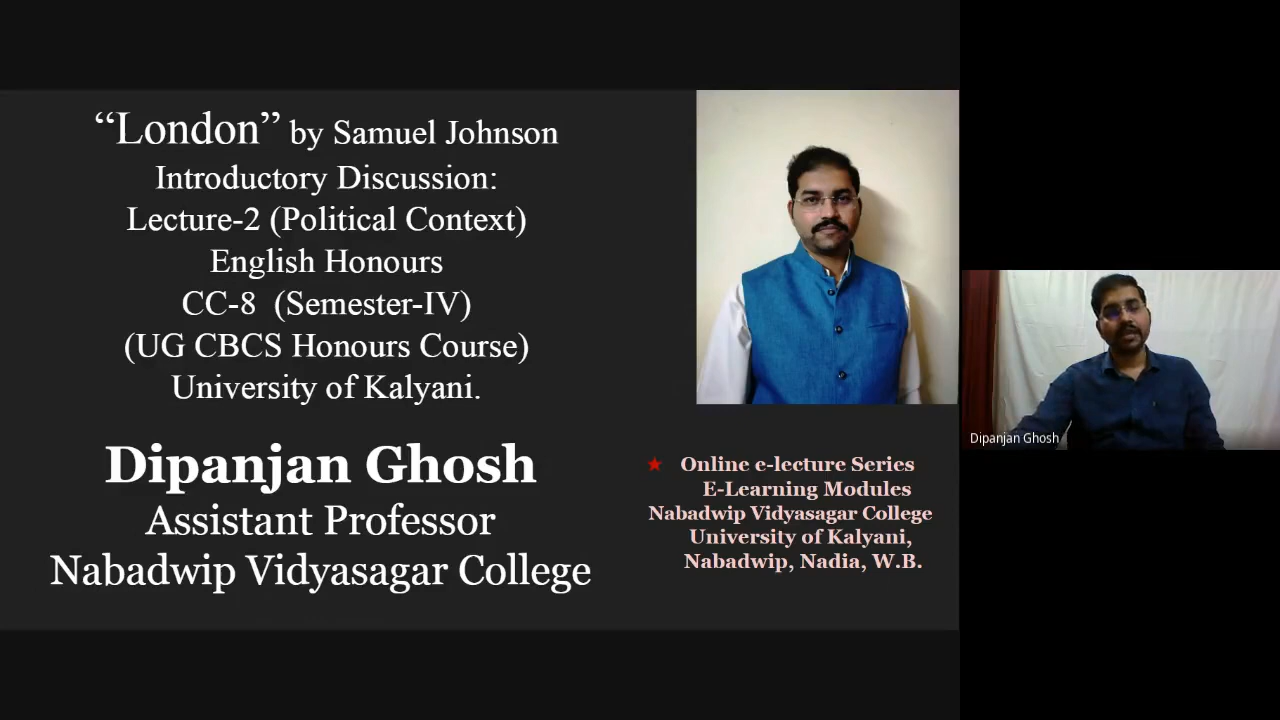 “London” by Samuel Johnson
Introductory Discussion:
Lecture-2 (Political Context)
English Honours
CC-8 (Semester-IV)
(UG CBCS Honours Course)
University of Kalyani.
Dipanjan Ghosh
Assistant Professor
Nabadwip Vidyasagar College
★ Online e-lecture Series
E-Learning Modules
Nabadwip Vidyasagar College
University of Kalyani,
Nabadwip, Nadia, W.B.
Dipanjan Ghosh